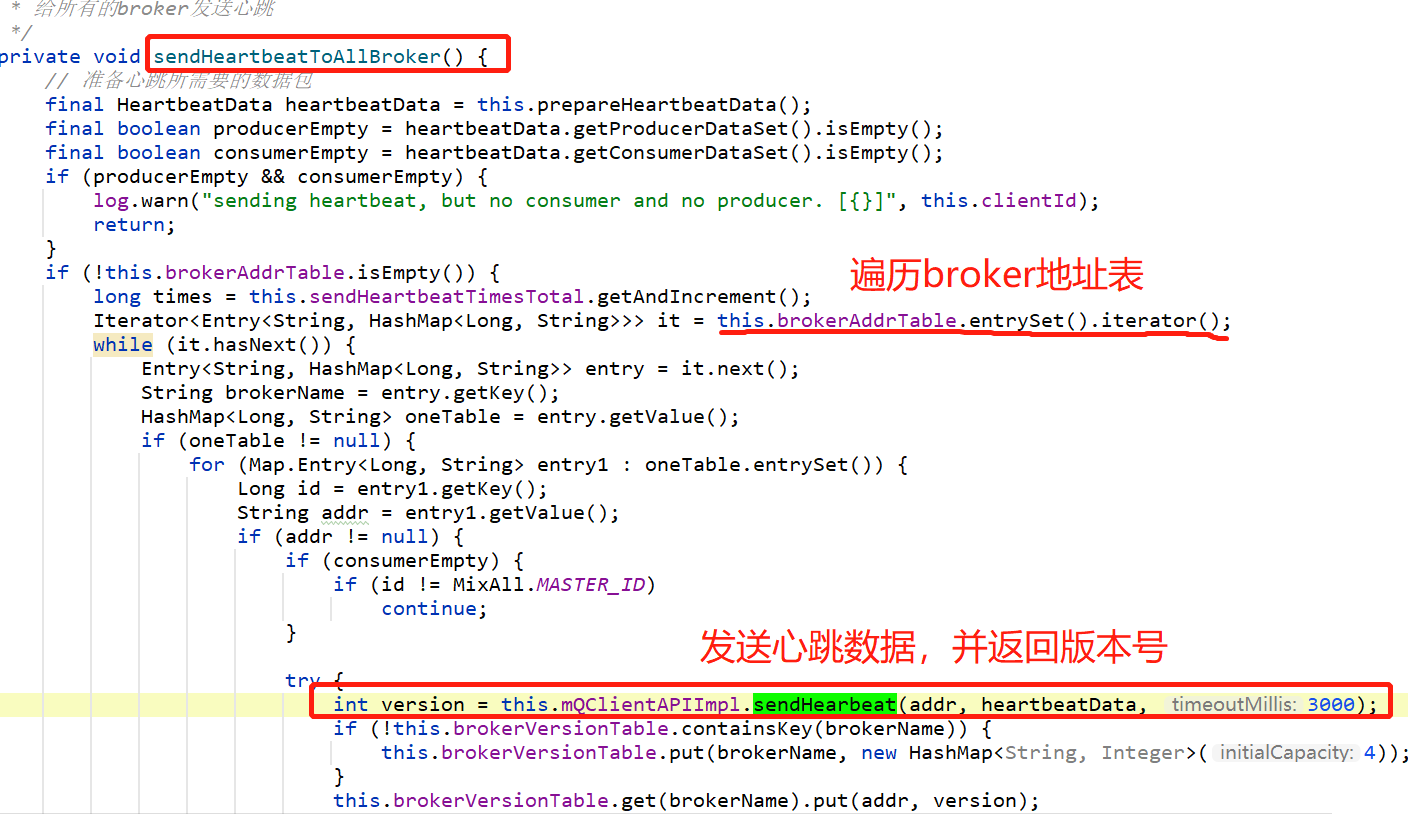 * 给所有的broker发送心跳
*/
private void sendHeartbeatToAllBroker() {
// 准备心跳所需要的数据包
final HeartbeatData heartbeatData = this.prepareHeartbeatData();
final boolean producerEmpty = heartbeatData.getProducerDataSet().isEmpty();
final boolean consumerEmpty = heartbeatData.getConsumerDataSet().isEmpty();
if (producerEmpty && consumerEmpty) {
log.warn("sending heartbeat, but no consumer and no producer. [{}]", this.clientId);
return;
}
if (!this.brokerAddrTable.isEmpty()) {
遍历broker地址表
long times = this.sendHeartbeatTimesTotal.getAndIncrement();
Iterator<Entry<String, HashMap<Long, String>>> it = this.brokerAddrTable.entrySet().iterator();
while (it.hasNext()) {
Entry<String, HashMap<Long, String>> entry = it.next();
String brokerName = entry.getKey();
HashMap<Long, String> oneTable = entry.getValue();
if (oneTable != null) {
for (Map.Entry<Long, String> entry1 : oneTable.entrySet()) {
Long id = entry1.getKey();
String addr = entry1.getValue();
if (addr != null) {
if (consumerEmpty) {
if (id != MixAll.MASTER_ID)
continue;
}
发送心跳数据，并返回版本号
try {
int version = this.mQClientAPIImpl.sendHearbeat(addr, heartbeatData, timeoutMillis: 3000);
if (!this.brokerVersionTable.containsKey(brokerName)) {
this.brokerVersionTable.put(brokerName, new HashMap<String, Integer>( initialCapacity: 4));
}
this.brokerVersionTable.get(brokerName).put(addr, version);